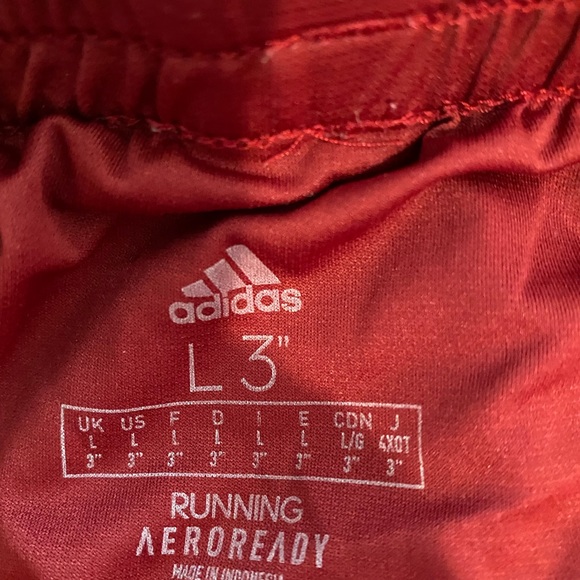 adidas
L 3"
UK US F D I E CDN J
L L L L L L L/G 4XOT
3" 3" 3" 3" 3" 3" 3" 3"
RUNNING
AEROREADY
MADE IN INDONESIA